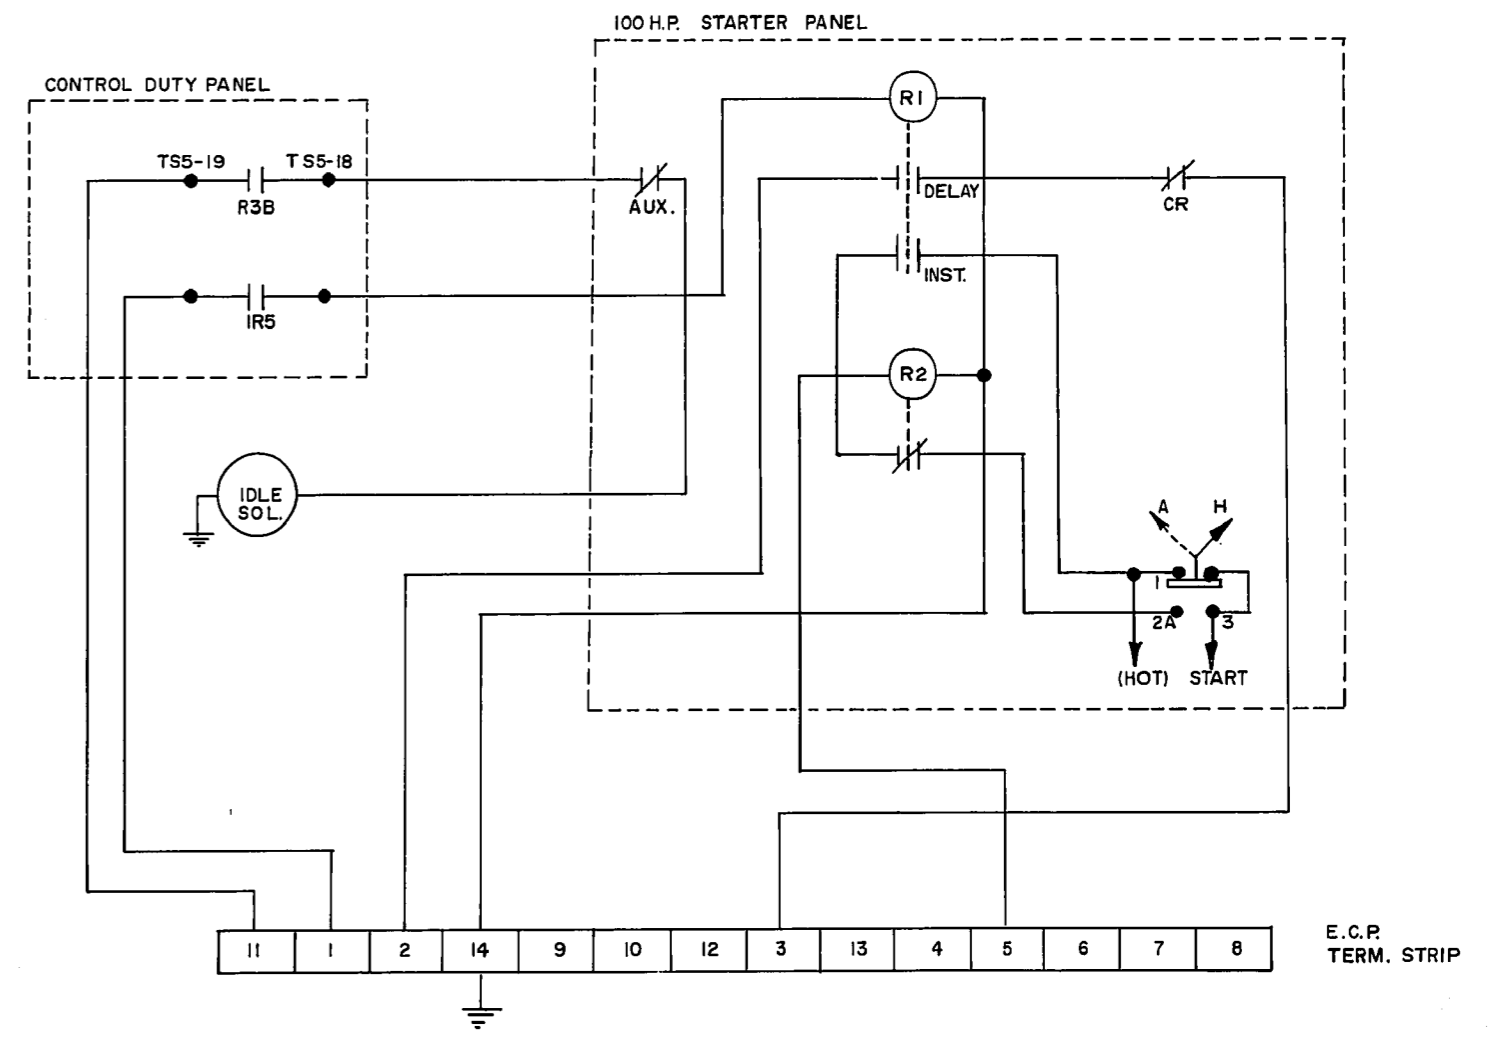 100 H.P. STARTER PANEL
CONTROL DUTY PANEL
R1
TS5-19
TS5-18
R3B
AUX.
DELAY
CR
INST.
1R5
R2
IDLE
SOL.
A
H
1
2A
3
(HOT)
START
11
1
2
14
9
10
12
3
13
4
5
6
7
8
E.C.P.
TERM. STRIP